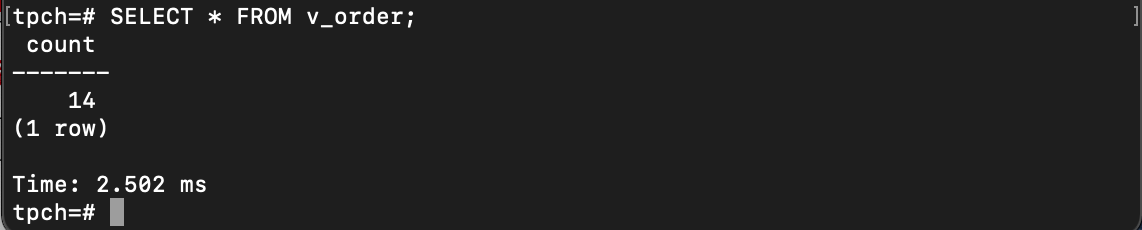 [tpch=# SELECT * FROM v_order; ]
count
-------
14
(1 row)
Time: 2.502 ms
tpch=#